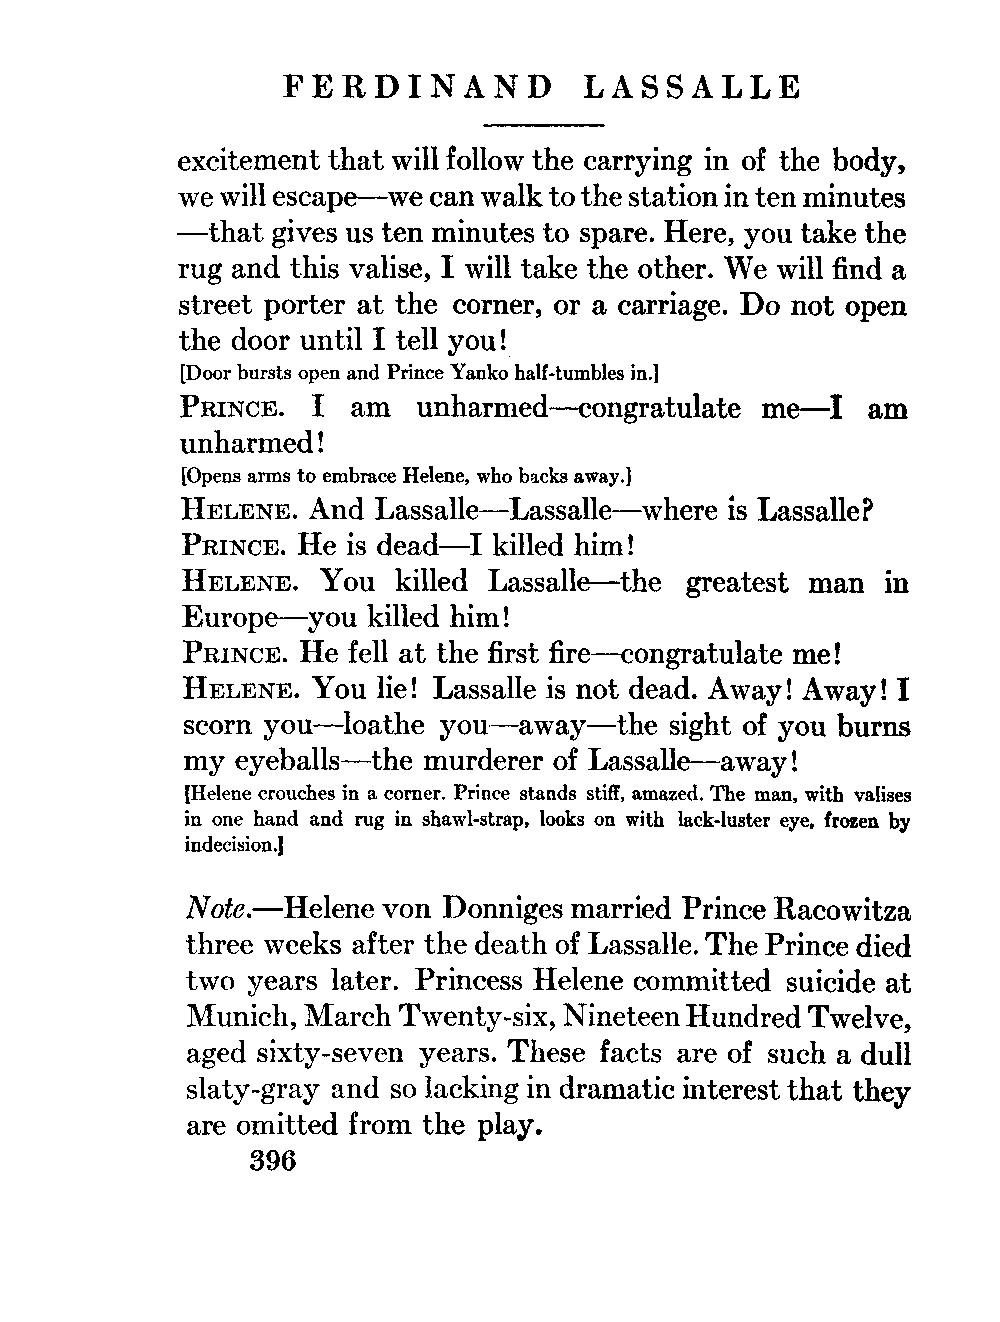 FERDINAND LASSALLE
excitement that will follow the carrying in of the body,
we will escape—we can walk to the station in ten minutes
—that gives us ten minutes to spare. Here, you take the
rug and this valise, I will take the other. We will find a
street porter at the corner, or a carriage. Do not open
the door until I tell you!
[Door bursts open and Prince Yanko half-tumbles in.]
PRINCE. I am unharmed—congratulate me—I am
unharmed!
[Opens arms to embrace Helene, who backs away.]
HELENE. And Lassalle—Lassalle—where is Lassalle?
PRINCE. He is dead—I killed him!
HELENE. You killed Lassalle—the greatest man in
Europe—you killed him!
PRINCE. He fell at the first fire—congratulate me!
HELENE. You lie! Lassalle is not dead. Away! Away! I
scorn you—loathe you—away—the sight of you burns
my eyeballs—the murderer of Lassalle—away!
[Helene crouches in a corner. Prince stands stiff, amazed. The man, with valises
in one hand and rug in shawl-strap, looks on with lack-luster eye, frozen by
indecision.]
Note.—Helene von Donniges married Prince Racowitza
three weeks after the death of Lassalle. The Prince died
two years later. Princess Helene committed suicide at
Munich, March Twenty-six, Nineteen Hundred Twelve,
aged sixty-seven years. These facts are of such a dull
slaty-gray and so lacking in dramatic interest that they
are omitted from the play.
396